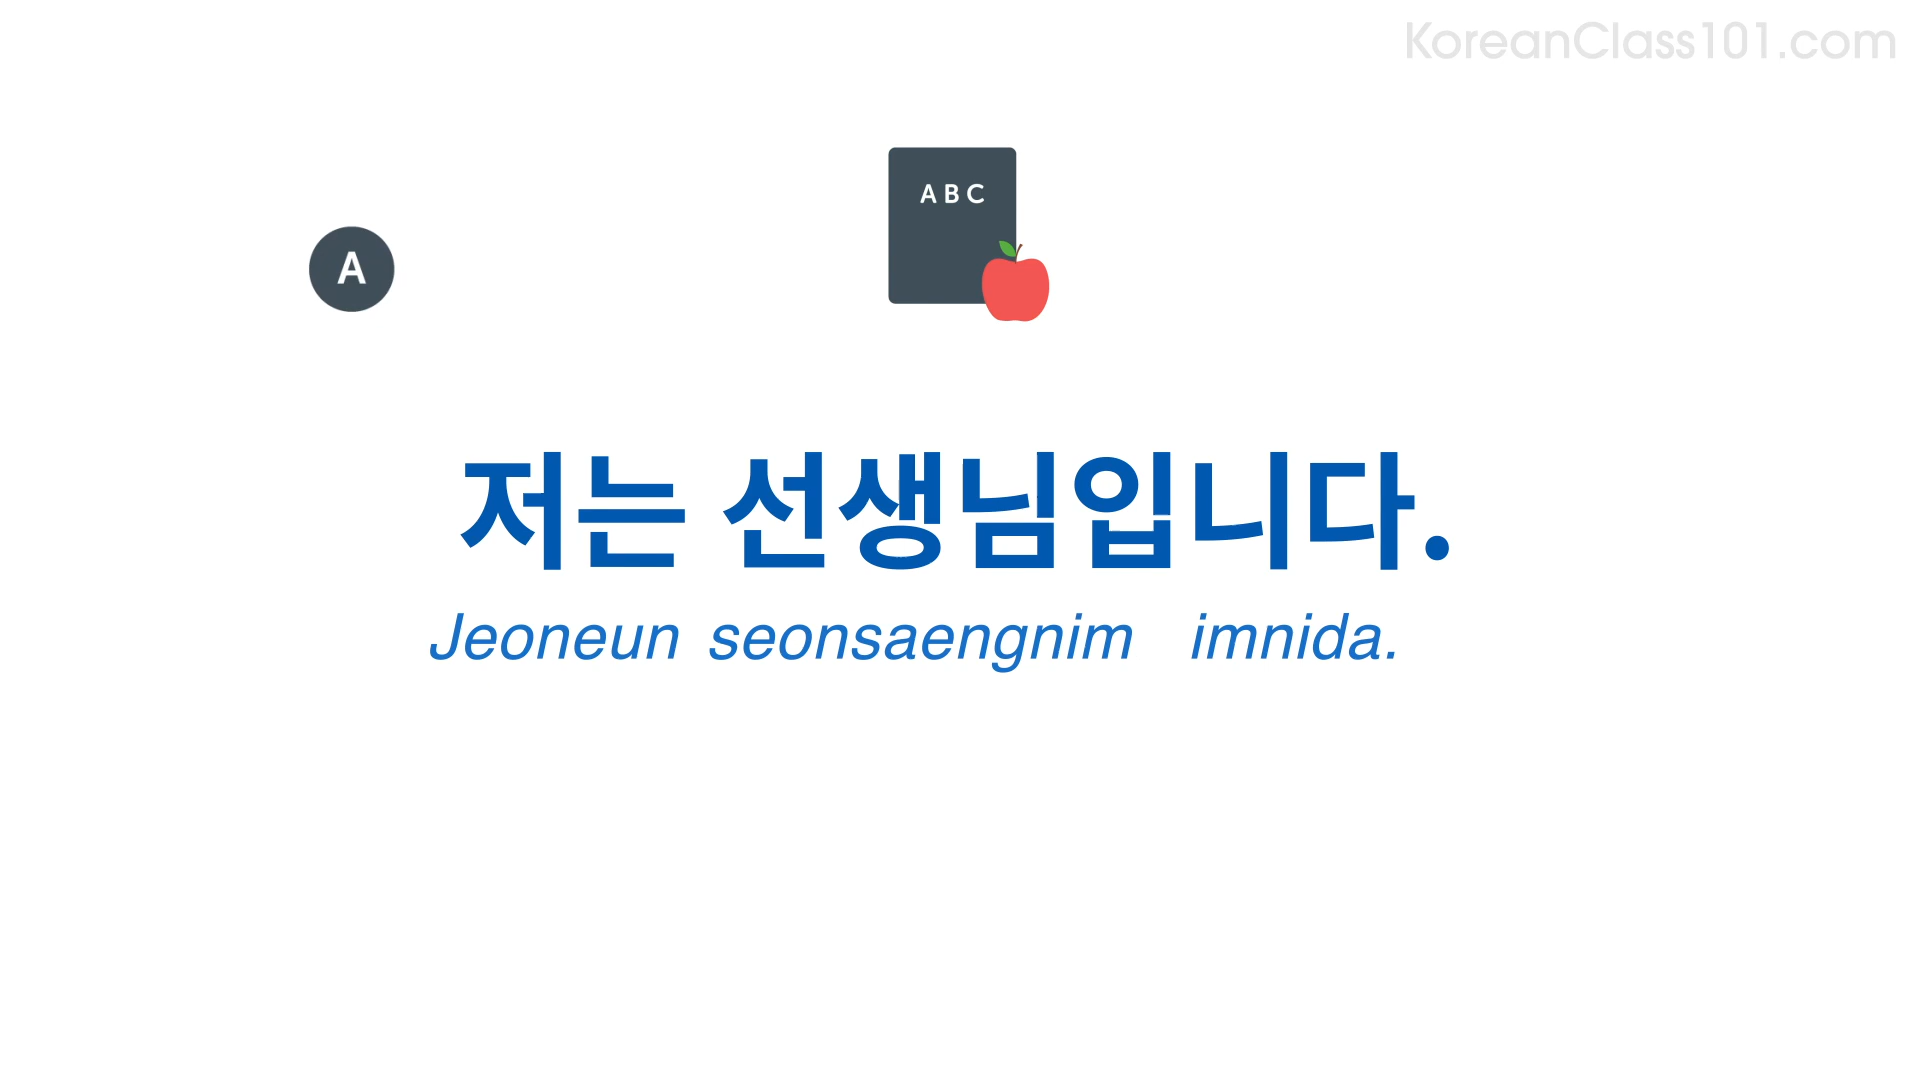 KoreanClass101.com
ABC
A
저는 선생님입니다.
Jeoneun seonsaengnim imnida.